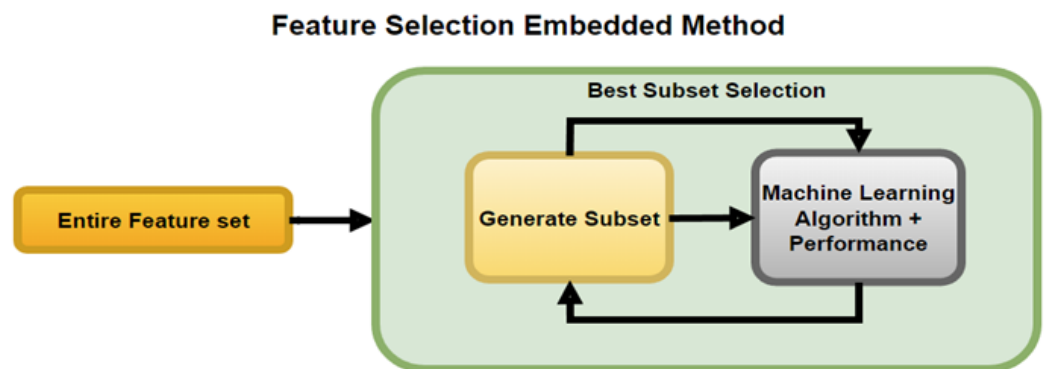 Feature Selection Embedded Method
Best Subset Selection
Entire Feature set
Generate Subset
Machine Learning
Algorithm +
Performance